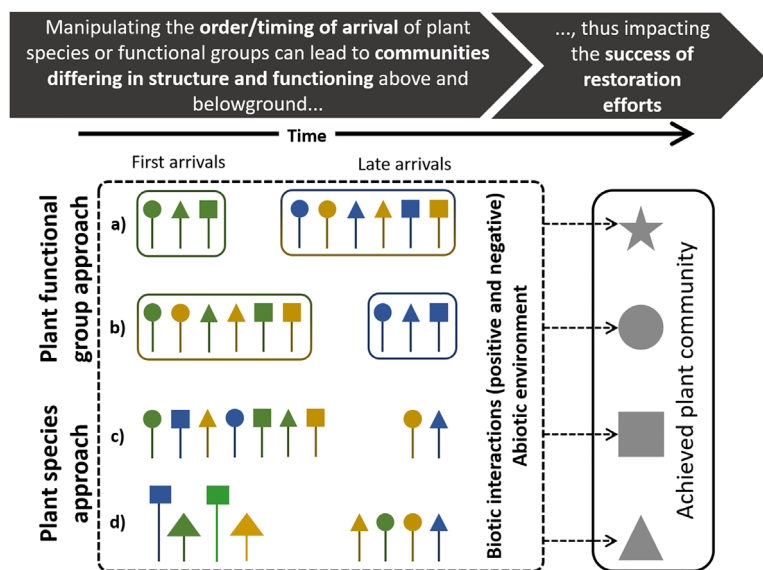 Manipulating the order/timing of arrival of plant
species or functional groups can lead to communities
differing in structure and functioning above and
belowground...
..., thus impacting
the success of
restoration
efforts
Time
First arrivals
Late arrivals
Plant functional
group approach
a)
b)
Plant species
approach
c)
d)
Biotic interactions (positive and negative)
Abiotic environment
Achieved plant community